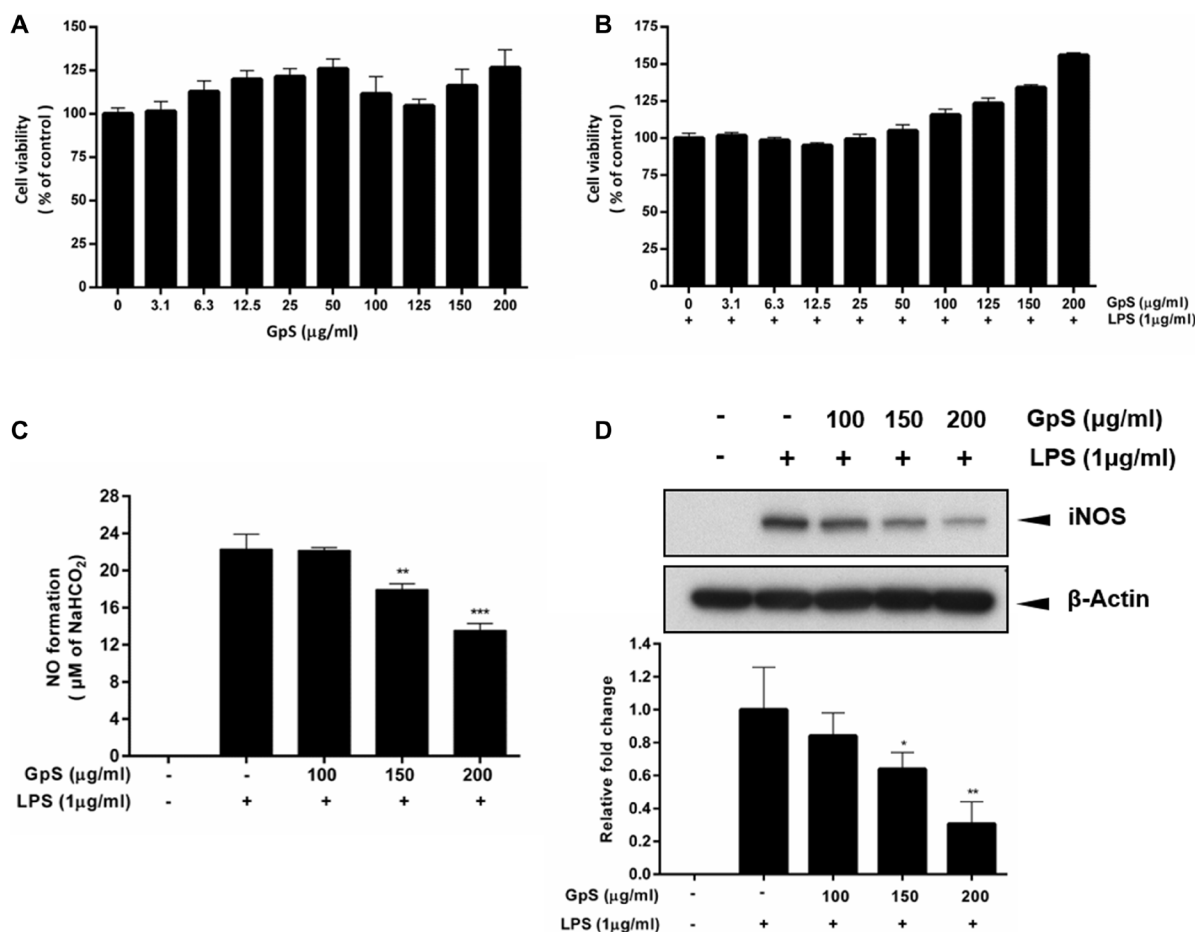 A
150
125
100
75
50
25
0
Cell viability
( % of control )
0 3.1 6.3 12.5 25 50 100 125 150 200
GpS (μg/ml)
B
175
150
125
100
75
50
25
0
Cell viability
( % of control )
0 3.1 6.3 12.5 25 50 100 125 150 200 GpS (μg/ml)
+ + + + + + + + + + LPS (1μg/ml)
C
28
24
20
16
12
8
4
0
NO formation
( μM of NaHCO2)
**
***
GpS (μg/ml) - - 100 150 200
LPS (1μg/ml) - + + + +
D
- - 100 150 200 GpS (μg/ml)
- + + + + LPS (1μg/ml)
iNOS
β-Actin
1.4
1.2
1.0
0.8
0.6
0.4
0.2
0.0
Relative fold change
*
**
GpS (μg/ml) - - 100 150 200
LPS (1μg/ml) - + + + +